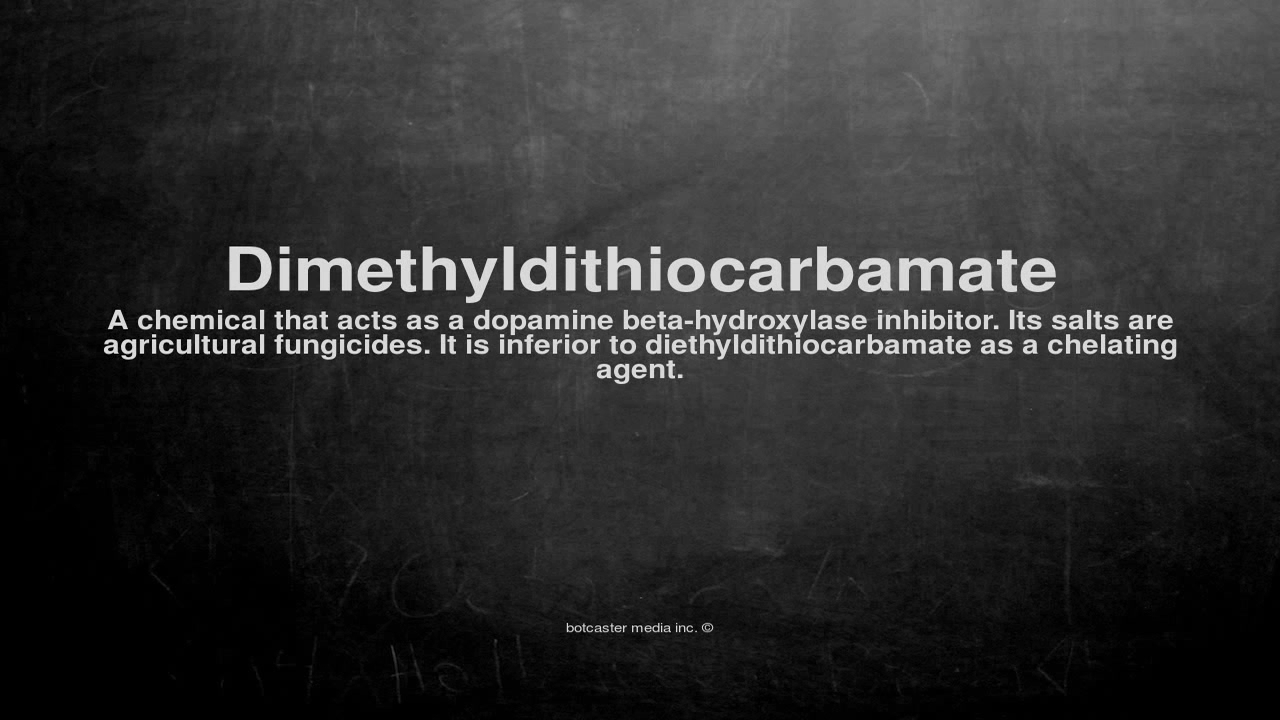 Dimethyldithiocarbamate
A chemical that acts as a dopamine beta-hydroxylase inhibitor. Its salts are
agricultural fungicides. It is inferior to diethyldithiocarbamate as a chelating
agent.
botcaster media inc. ©